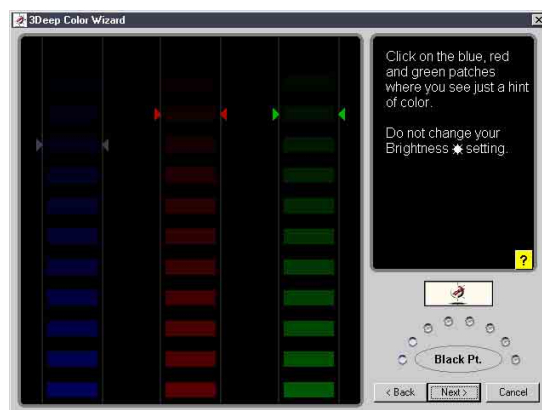 3Deep Color Wizard
Click on the blue, red
and green patches
where you see just a hint
of color.
Do not change your
Brightness setting.
?
Black Pt.
< Back
Next >
Cancel